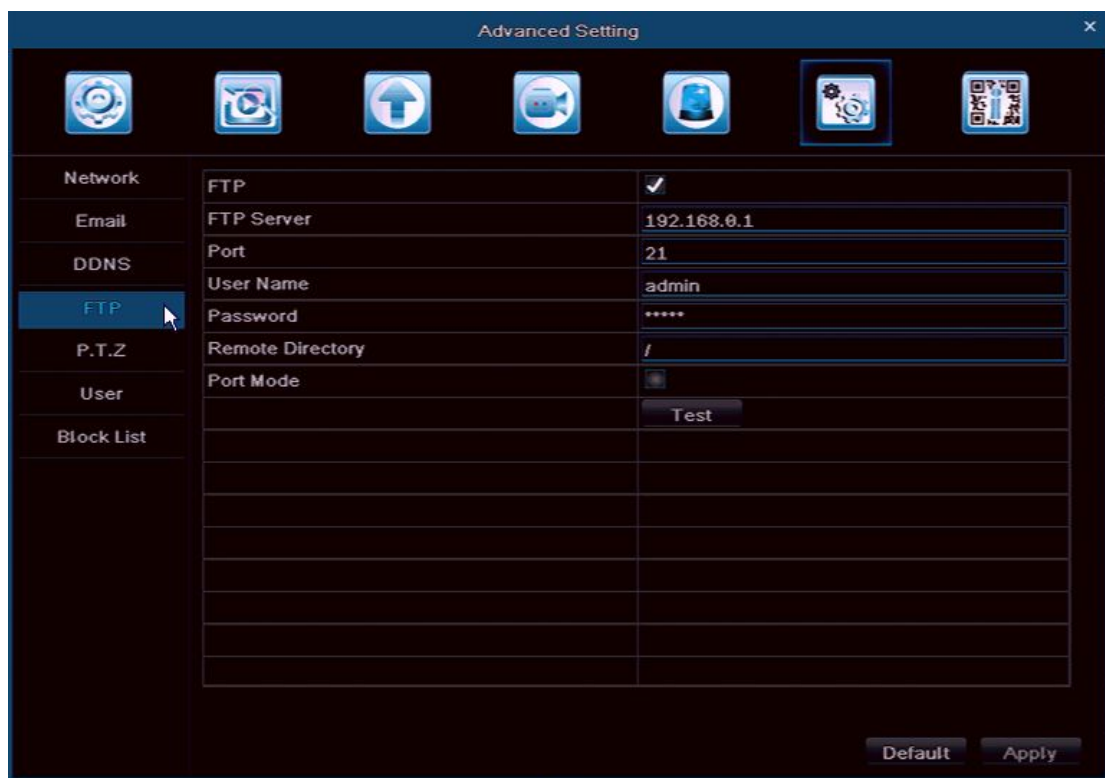 Advanced Setting
×
Network
Email
DDNS
FTP
P.T.Z
User
Block List
FTP
FTP Server 192.168.0.1
Port 21
User Name admin
Password *****
Remote Directory /
Port Mode
Test
Default Apply